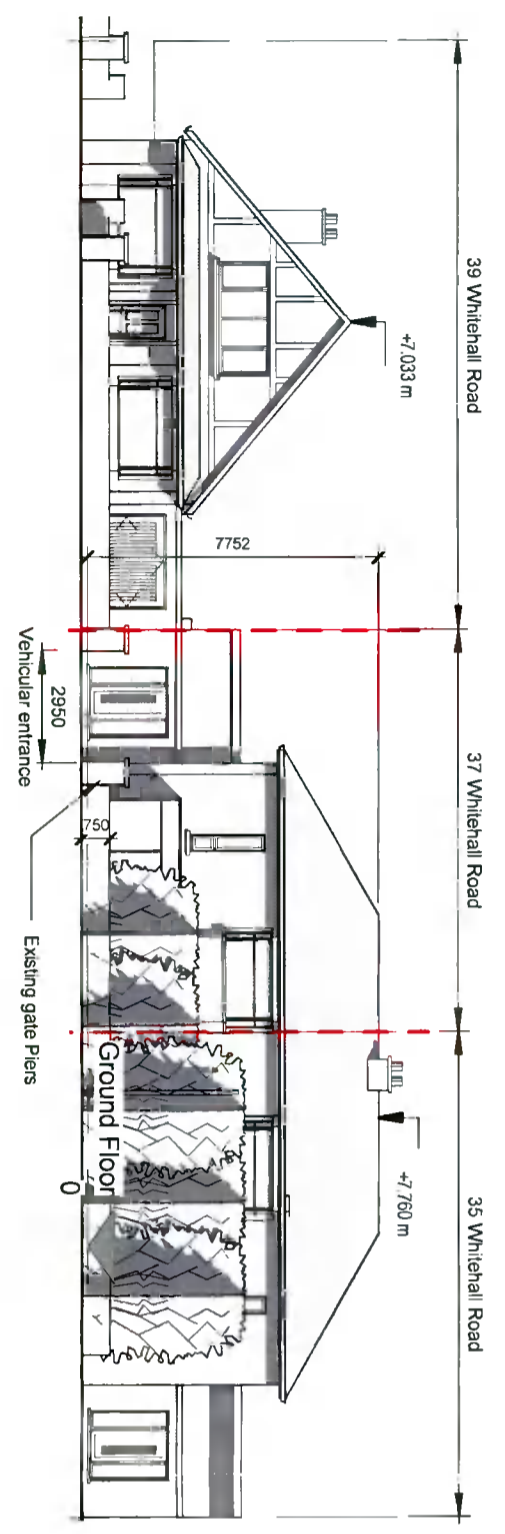 39 Whitehall Road
37 Whitehall Road
35 Whitehall Road
+7.033 m
+7.760 m
7752
2950
Vehicular entrance
750
Existing gate Piers
Ground Floor
0